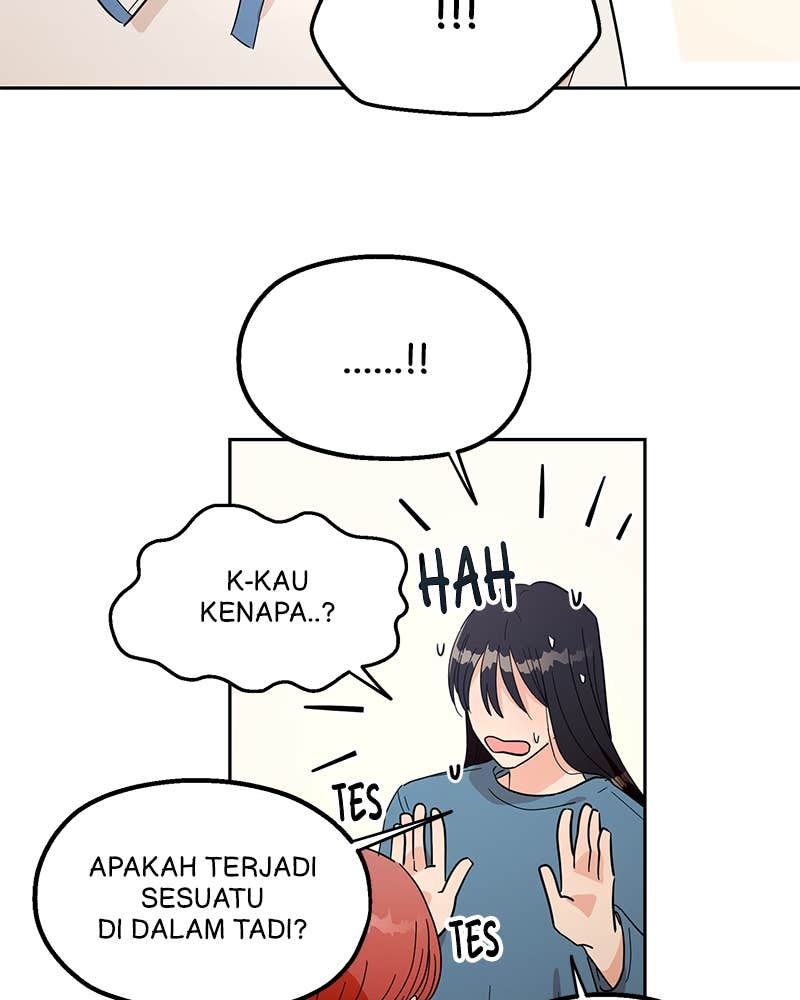 !!!
......!!
HAH
K-KAU
KENAPA..?
TES
APAKAH TERJADI
SESUATU
DI DALAM TADI?
TES